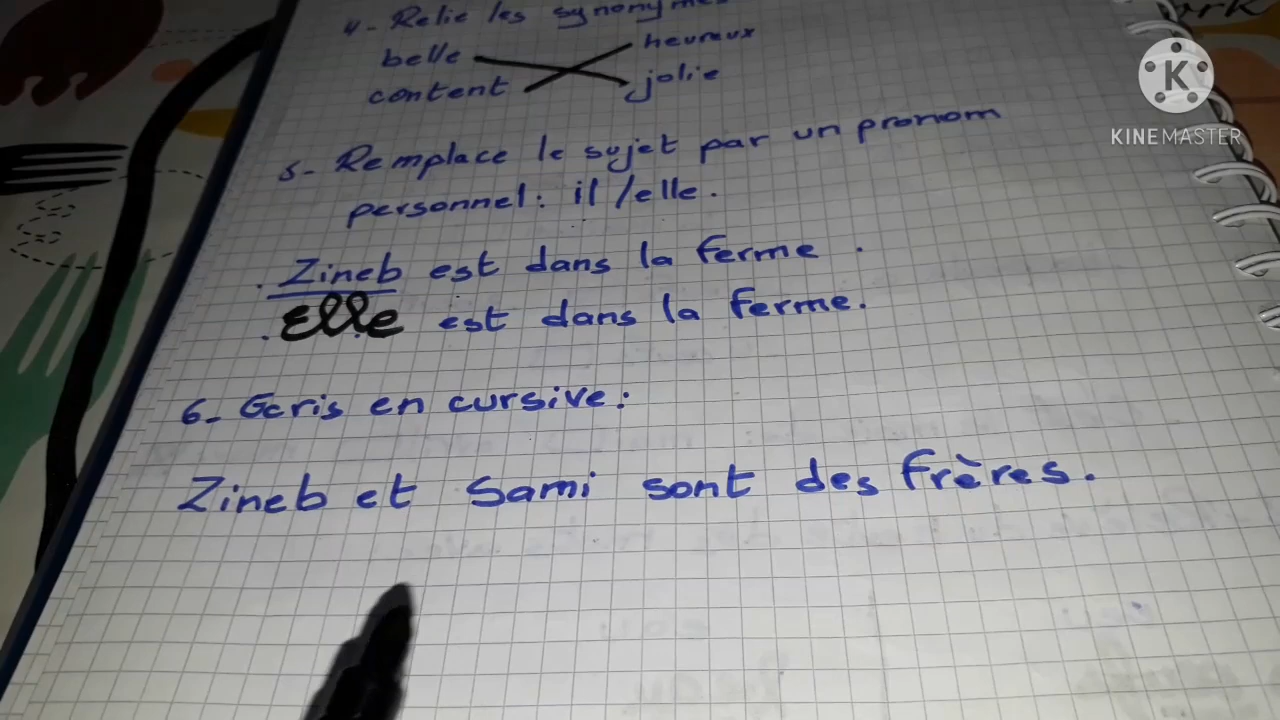 4- Relie les synonymes
belle heureux
content jolie
5- Remplace le sujet par un pronom
personnel: il /elle.
. Zineb est dans la ferme .
. Elle est dans la ferme.
6- Ecris en cursive:
Zineb et Sami sont des frères.
KINEMASTER